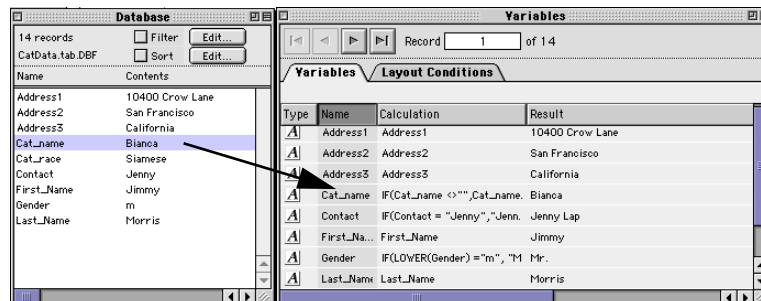 Database
14 records
Filter
Edit...
CatData.tab.DBF
Sort
Edit...
Name Contents
Address1 10400 Crow Lane
Address2 San Francisco
Address3 California
Cat_name Bianca
Cat_race Siamese
Contact Jenny
First_Name Jimmy
Gender m
Last_Name Morris
Variables
Record 1 of 14
Variables
Layout Conditions
Type Name Calculation Result
A Address1 Address1 10400 Crow Lane
A Address2 Address2 San Francisco
A Address3 Address3 California
A Cat_name IF(Cat_name <>"",Cat_name. Bianca
A Contact IF(Contact = "Jenny","Jenn. Jenny Lap
A First_Na... First_Name Jimmy
A Gender IF(LOWER(Gender) ="m", "M Mr.
A Last_Name Last_Name Morris